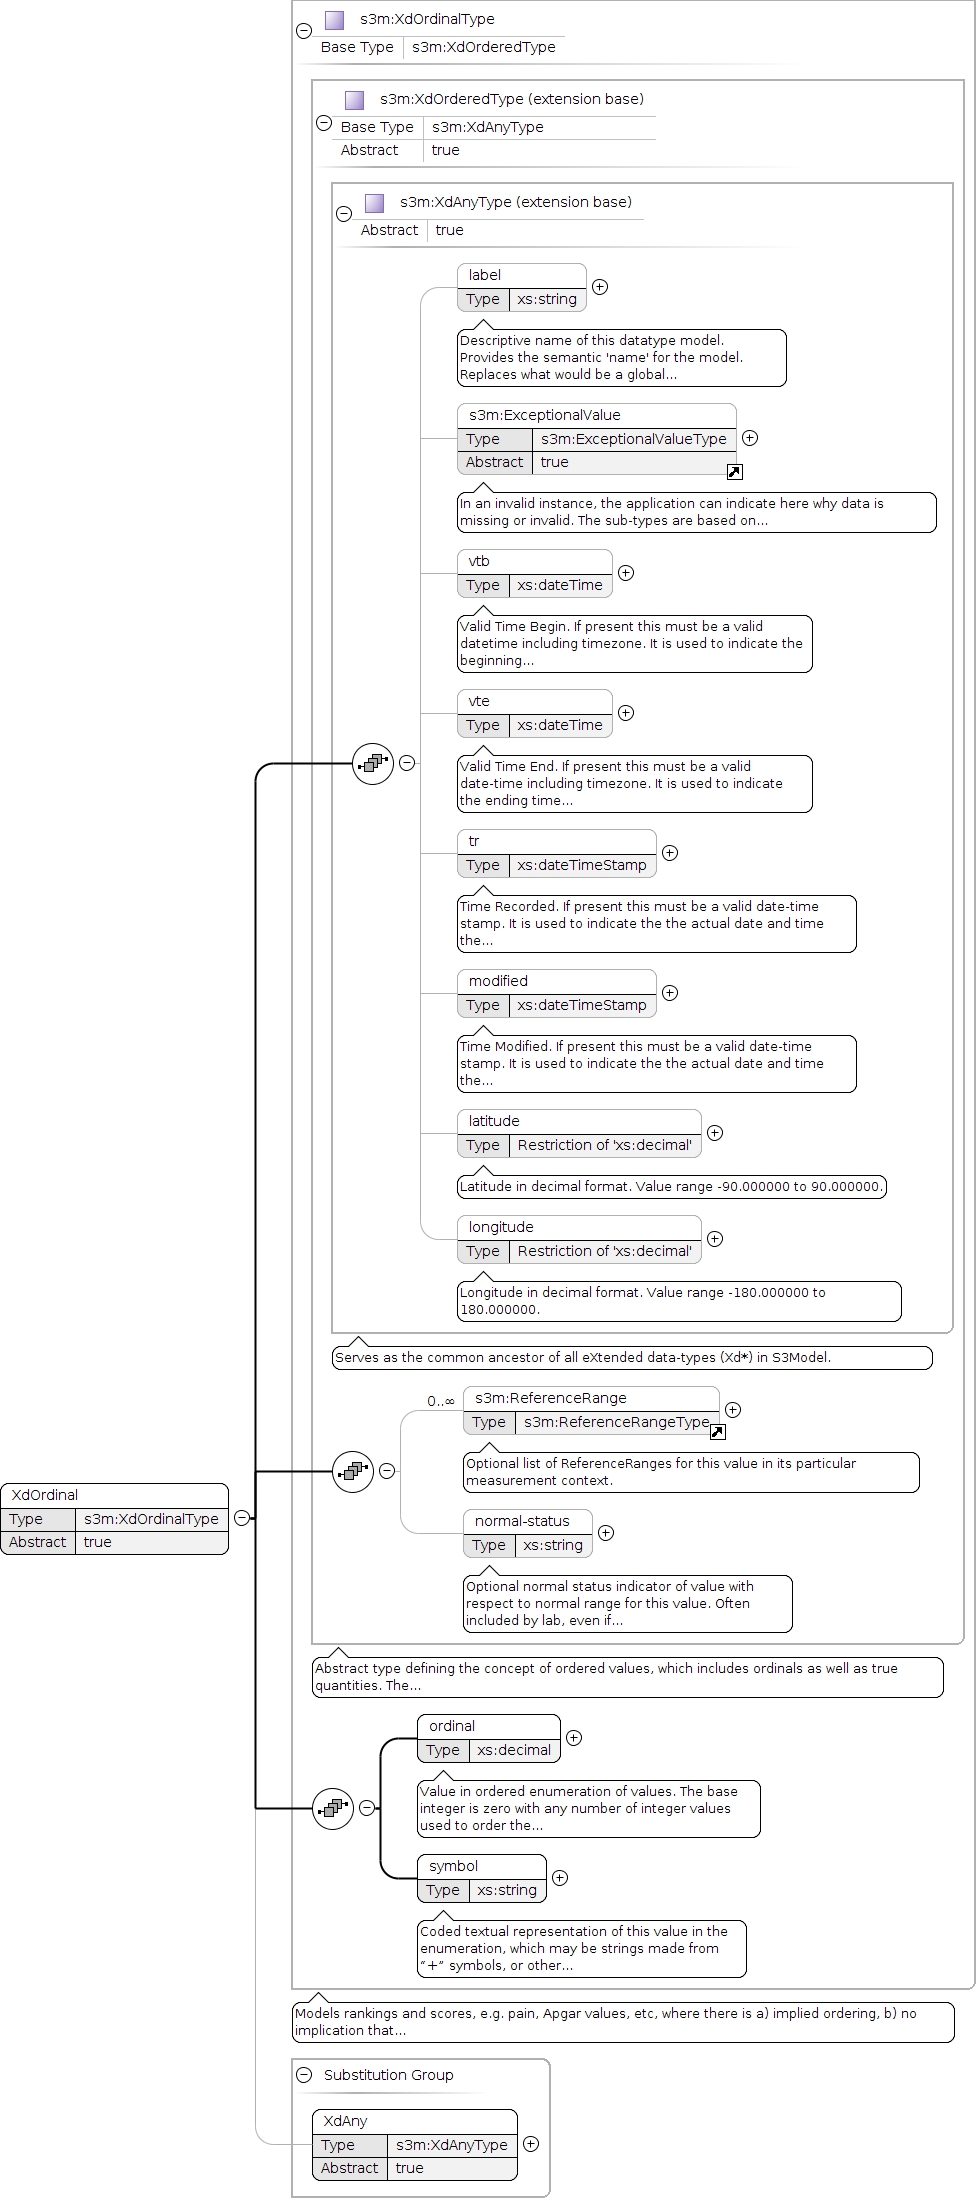 s3m:XdOrdinalType
Base Type s3m:XdOrderedType
s3m:XdOrderedType (extension base)
Base Type s3m:XdAnyType
Abstract true
s3m:XdAnyType (extension base)
Abstract true
label
Type xs:string
Descriptive name of this datatype model.
Provides the semantic 'name' for the model.
Replaces what would be a global...
s3m:ExceptionalValue
Type s3m:ExceptionalValueType
Abstract true
In an invalid instance, the application can indicate here why data is
missing or invalid. The sub-types are based on...
vtb
Type xs:dateTime
Valid Time Begin. If present this must be a valid
datetime including timezone. It is used to indicate the
beginning...
vte
Type xs:dateTime
Valid Time End. If present this must be a valid
date-time including timezone. It is used to indicate
the ending time...
tr
Type xs:dateTimeStamp
Time Recorded. If present this must be a valid date-time
stamp. It is used to indicate the the actual date and time
the...
modified
Type xs:dateTimeStamp
Time Modified. If present this must be a valid date-time
stamp. It is used to indicate the the actual date and time
the...
latitude
Type Restriction of 'xs:decimal'
Latitude in decimal format. Value range -90.000000 to 90.000000.
longitude
Type Restriction of 'xs:decimal'
Longitude in decimal format. Value range -180.000000 to
180.000000.
Serves as the common ancestor of all eXtended data-types (Xd*) in S3Model.
0..∞
s3m:ReferenceRange
Type s3m:ReferenceRangeType
Optional list of ReferenceRanges for this value in its particular
measurement context.
XdOrdinal
Type s3m:XdOrdinalType
Abstract true
normal-status
Type xs:string
Optional normal status indicator of value with
respect to normal range for this value. Often
included by lab, even if...
Abstract type defining the concept of ordered values, which includes ordinals as well as true
quantities. The...
ordinal
Type xs:decimal
Value in ordered enumeration of values. The base
integer is zero with any number of integer values
used to order the...
symbol
Type xs:string
Coded textual representation of this value in the
enumeration, which may be strings made from
“+” symbols, or other...
Models rankings and scores, e.g. pain, Apgar values, etc, where there is a) implied ordering, b) no
implication that...
Substitution Group
XdAny
Type s3m:XdAnyType
Abstract true